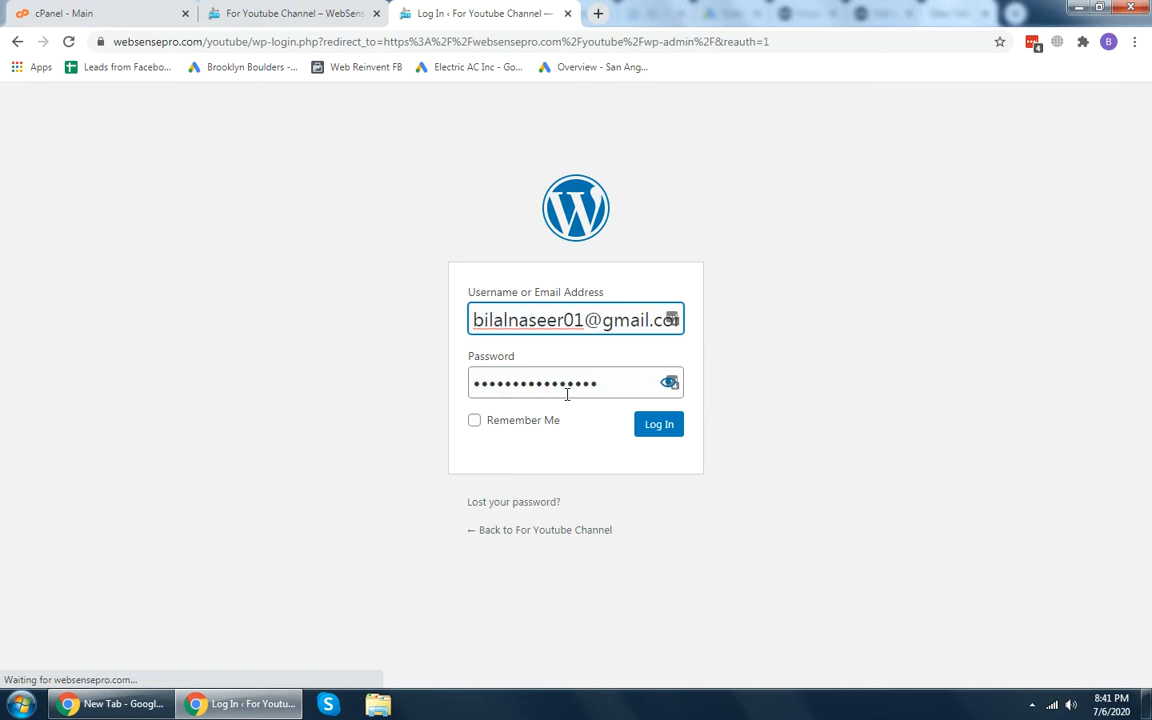 cPanel - Main
For Youtube Channel – WebSens
Log In ‹ For Youtube Channel —
websensepro.com/youtube/wp-login.php?redirect_to=https%3A%2F%2Fwebsensepro.com%2Fyoutube%2Fwp-admin%2F&reauth=1
4
B
Apps
Leads from Facebo...
Brooklyn Boulders -...
Web Reinvent FB
Electric AC Inc - Go...
Overview - San Ang...
Username or Email Address
bilalnaseer01@gmail.com
Password
Remember Me
Log In
Lost your password?
← Back to For Youtube Channel
Waiting for websensepro.com...
New Tab - Googl...
Log In ‹ For Youtu...
8:41 PM
7/6/2020